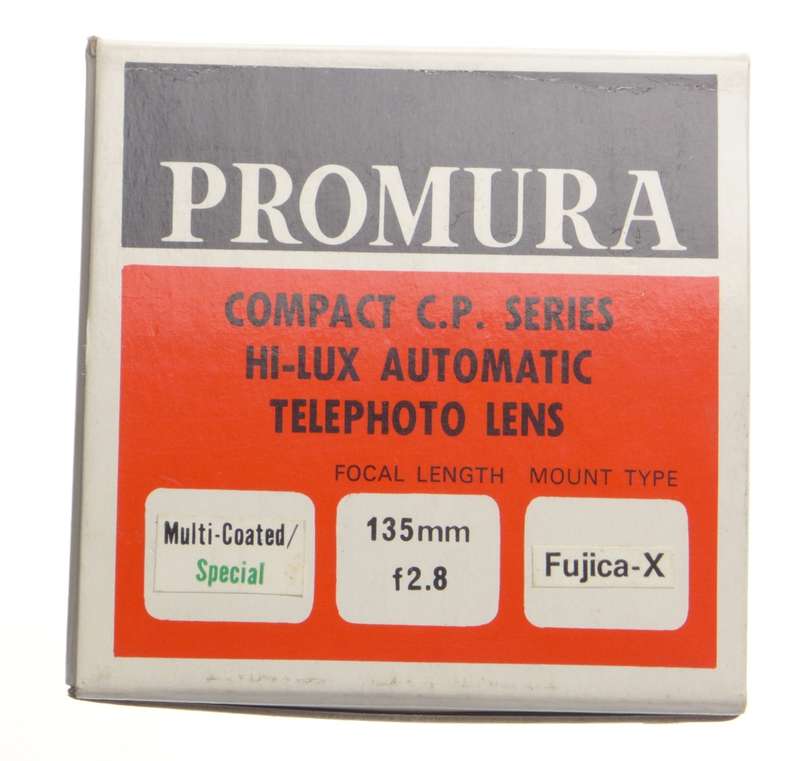 PROMURA
COMPACT C.P. SERIES
HI-LUX AUTOMATIC
TELEPHOTO LENS
FOCAL LENGTH MOUNT TYPE
Multi-Coated/
Special
135mm
f2.8
Fujica-X